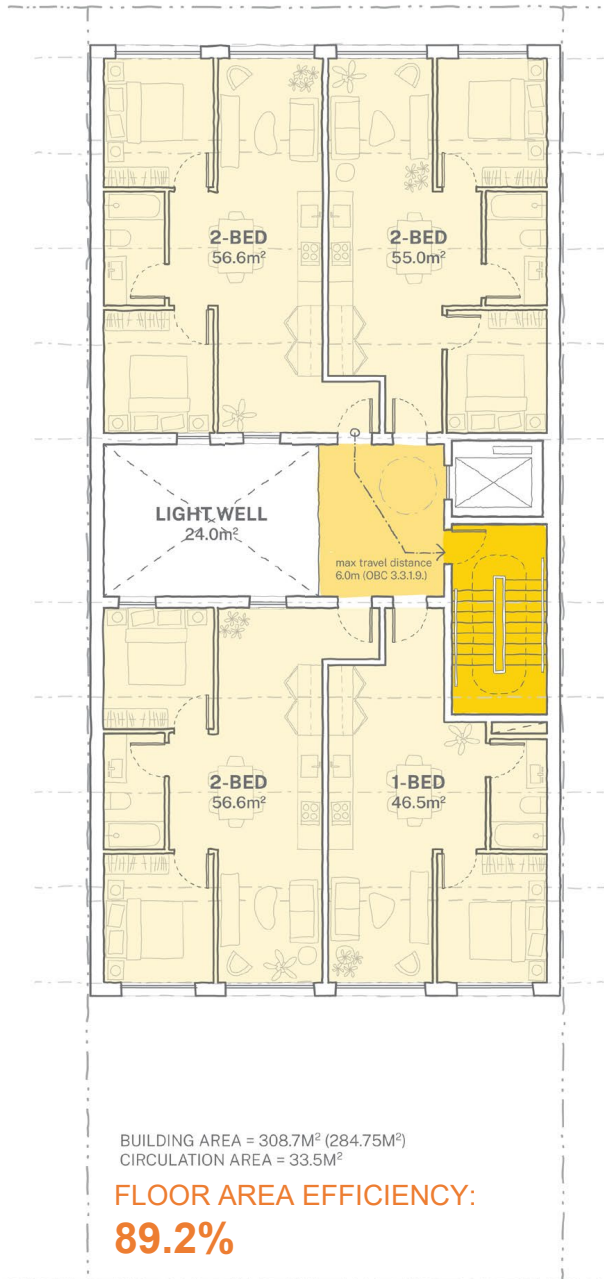 2-BED
56.6m²
2-BED
55.0m²
LIGHT WELL
24.0m²
max travel distance
6.0m (OBC 3.3.1.9.)
2-BED
56.6m²
1-BED
46.5m²
BUILDING AREA = 308.7M² (284.75M²)
CIRCULATION AREA = 33.5M²
FLOOR AREA EFFICIENCY:
89.2%